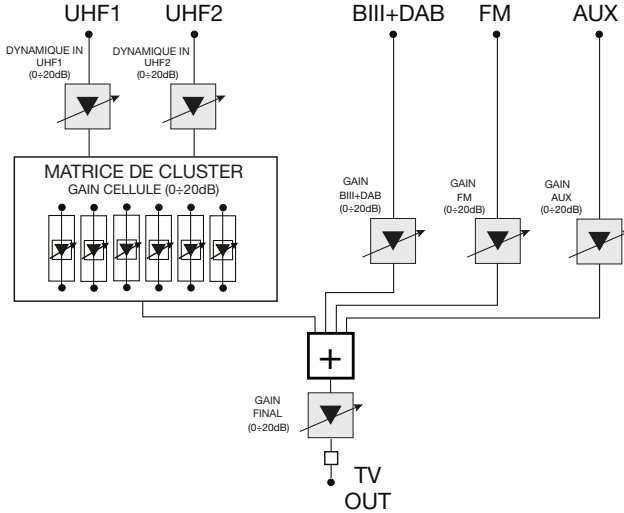 UHF1
UHF2
BIII+DAB
FM
AUX
DYNAMIQUE IN
UHF1
(0÷20dB)
DYNAMIQUE IN
UHF2
(0÷20dB)
MATRICE DE CLUSTER
GAIN CELLULE (0÷20dB)
GAIN
BIII+DAB
(0÷20dB)
GAIN
FM
(0÷20dB)
GAIN
AUX
(0÷20dB)
+
GAIN
FINAL
(0÷20dB)
TV
OUT